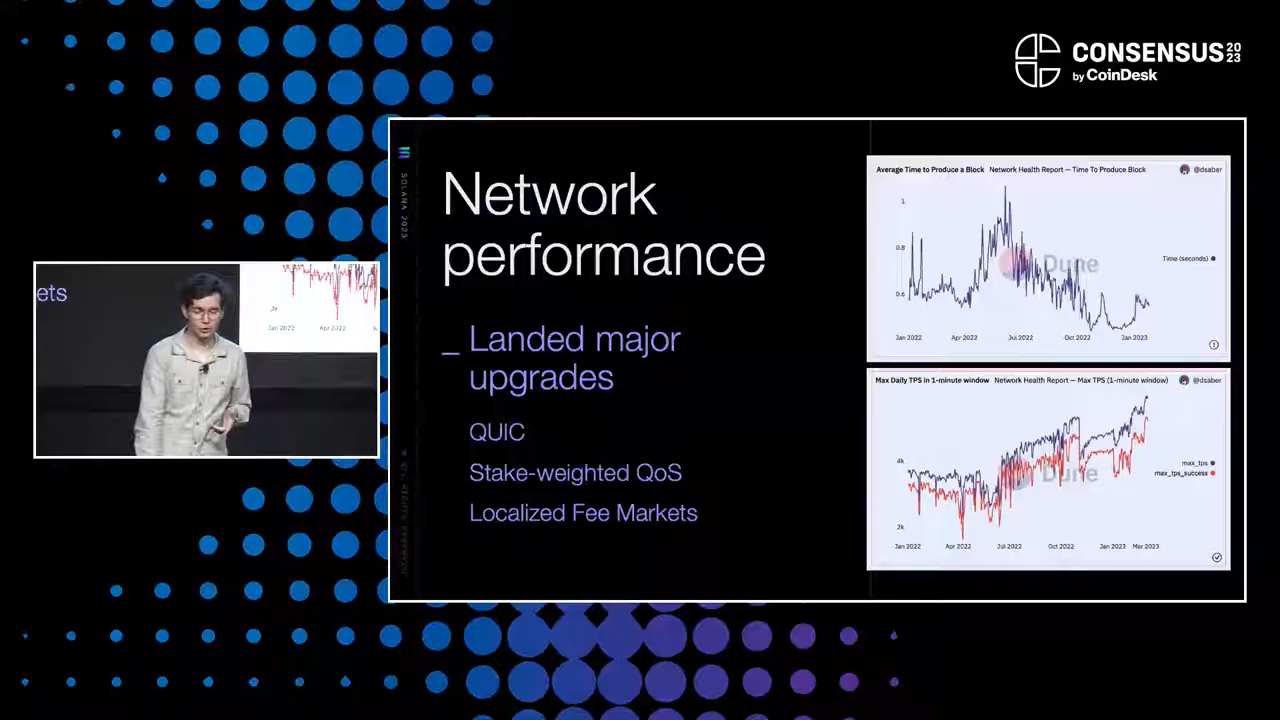 CONSENSUS 20 23
by CoinDesk
SOLANA 2023
Network
performance
_ Landed major
upgrades
QUIC
Stake-weighted QoS
Localized Fee Markets
Average Time to Produce a Block Network Health Report — Time To Produce Block @dsaber
1
0.8
0.6
Dune
Time (seconds)
Jan 2022 Apr 2022 Jul 2022 Oct 2022 Jan 2023
Max Daily TPS in 1-minute window Network Health Report — Max TPS (1-minute window) @dsaber
4k
2k
Dune
max_tps
max_tps_success
Jan 2022 Apr 2022 Jul 2022 Oct 2022 Jan 2023 Mar 2023
ets
2k
Jan 2022 Apr 2022